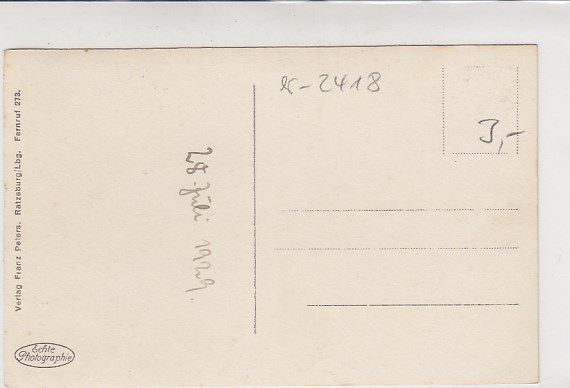 Verlag Franz Peters, Ratzeburg/Lbg. Fernruf 273.
28. Juli 1929.
-2418
3,-
Echte
Photographie